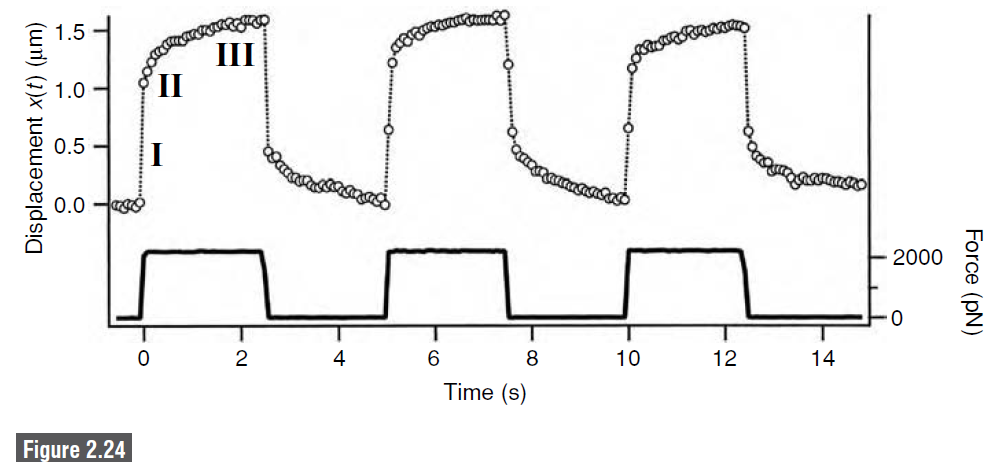 Displacement x(t) (μm)
1.5
1.0
0.5
0.0
I
II
III
2000
0
Force (pN)
0
2
4
6
8
10
12
14
Time (s)
Figure 2.24